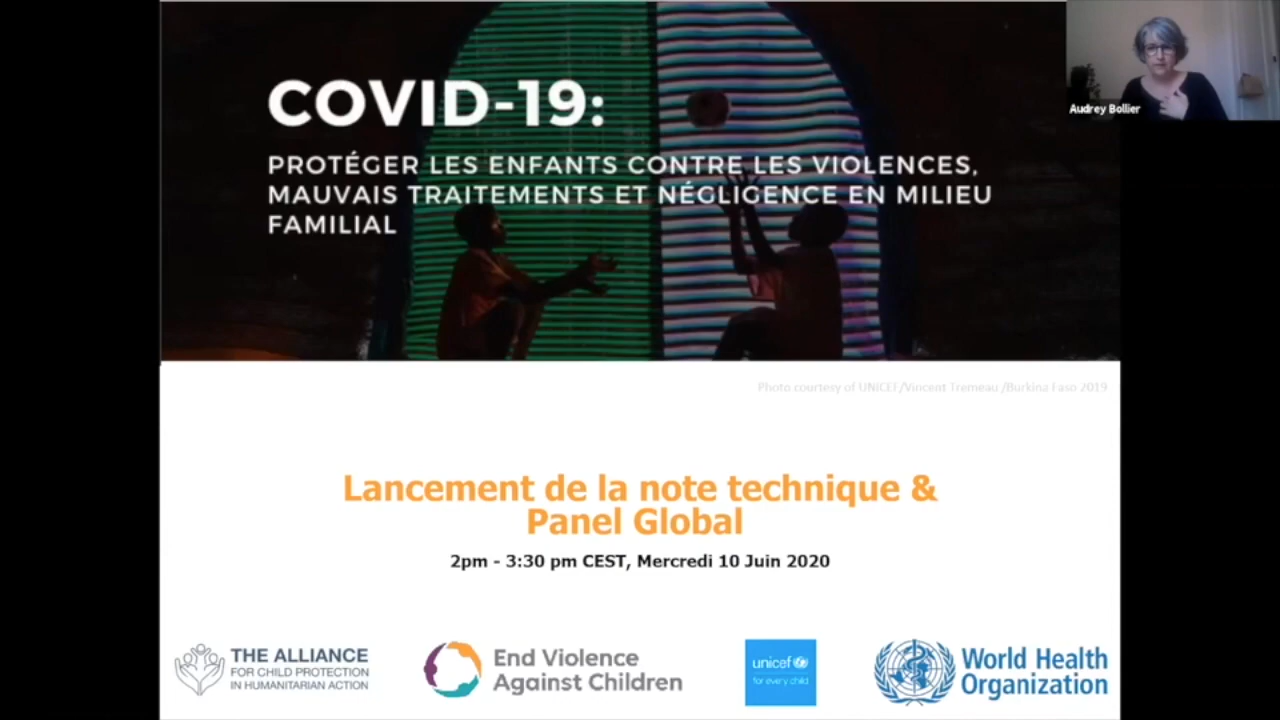 COVID-19:
PROTÉGER LES ENFANTS CONTRE LES VIOLENCES,
MAUVAIS TRAITEMENTS ET NÉGLIGENCE EN MILIEU
FAMILIAL
Audrey Bollier
Photo courtesy of UNICEF/Vincent Tremeau /Burkina Faso 2019
Lancement de la note technique &
Panel Global
2pm - 3:30 pm CEST, Mercredi 10 Juin 2020
THE ALLIANCE
FOR CHILD PROTECTION
IN HUMANITARIAN ACTION
End Violence
Against Children
unicef
for every child
World Health
Organization